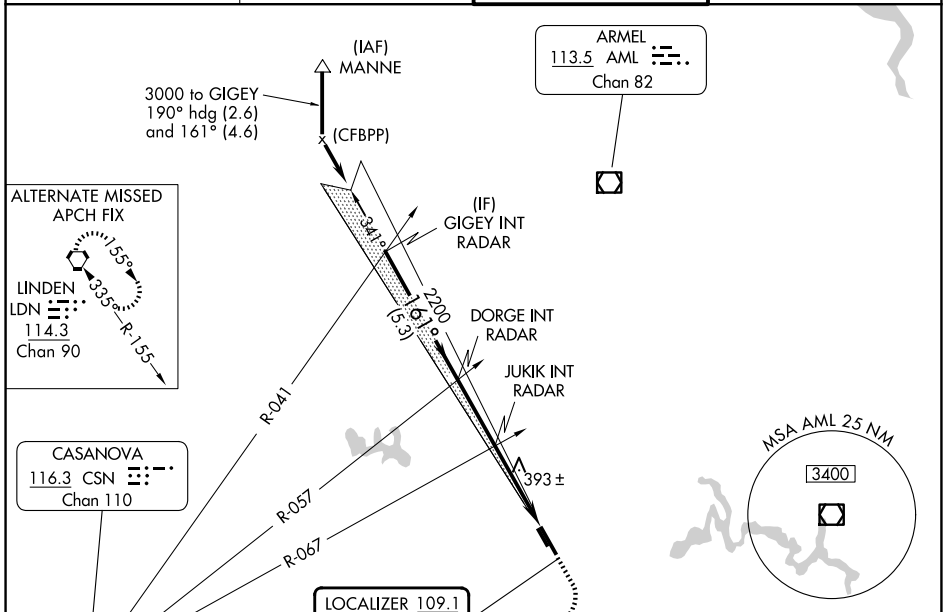 (IAF)
MANNE
3000 to GIGEY
190° hdg (2.6)
and 161° (4.6)
(CFBPP)
ARMEL
113.5 AML
Chan 82
ALTERNATE MISSED
APCH FIX
155°
335°
R-155
LINDEN
LDN
114.3
Chan 90
(IF)
GIGEY INT
RADAR
341°
161°
2200
(5.3)
DORGE INT
RADAR
JUKIK INT
RADAR
R-041
R-057
R-067
393 ±
CASANOVA
116.3 CSN
Chan 110
MSA AML 25 NM
3400
LOCALIZER 109.1